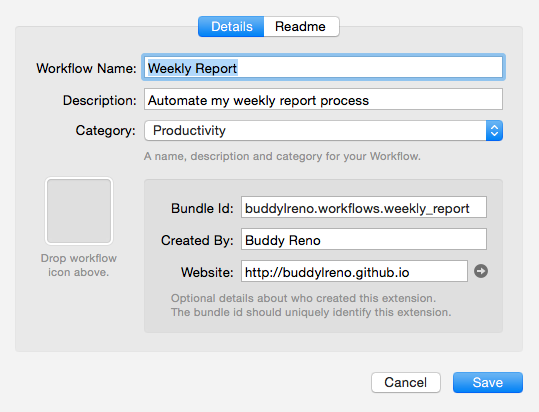 Details Readme
Workflow Name: Weekly Report
Description: Automate my weekly report process
Category: Productivity
A name, description and category for your Workflow.
Drop workflow
icon above.
Bundle Id: buddylreno.workflows.weekly_report
Created By: Buddy Reno
Website: http://buddylreno.github.io
Optional details about who created this extension.
The bundle id should uniquely identify this extension.
Cancel Save